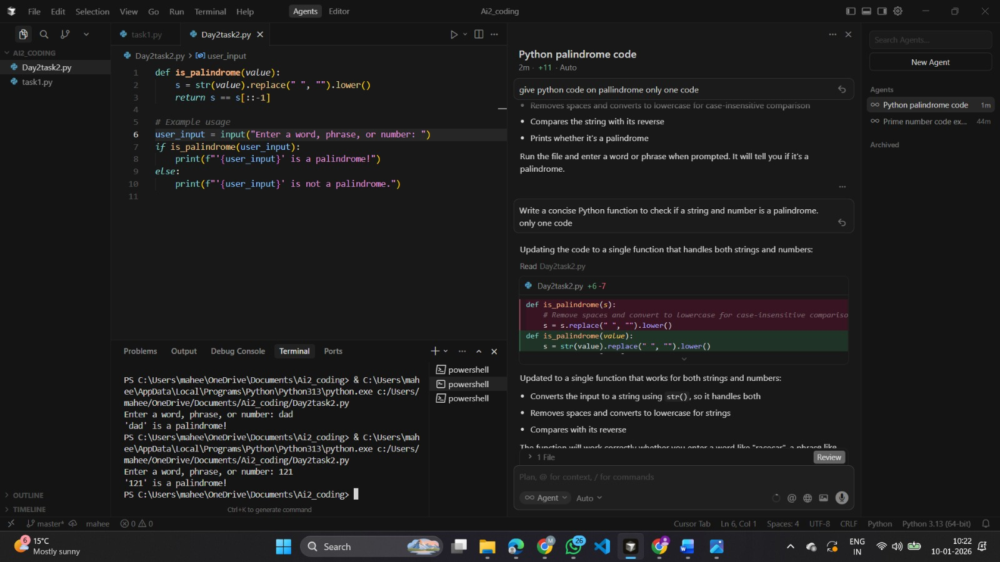 File Edit Selection View Go Run Terminal Help
Agents Editor
Ai2_coding
AI2_CODING
Day2task2.py
task1.py
OUTLINE
TIMELINE
task1.py
Day2task2.py
Day2task2.py > user_input
1 def is_palindrome(value):
2 s = str(value).replace(" ", "").lower()
3 return s == s[::-1]
4
5 # Example usage
6 user_input = input("Enter a word, phrase, or number: ")
7 if is_palindrome(user_input):
8 print(f"'{user_input}' is a palindrome!")
9 else:
10 print(f"'{user_input}' is not a palindrome.")
11
Problems Output Debug Console Terminal Ports
PS C:\Users\mahee\OneDrive\Documents\Ai2_coding> & C:\Users\mah
ee\AppData\Local\Programs\Python\Python313\python.exe c:/Users/
mahee/OneDrive/Documents/Ai2_coding/Day2task2.py
Enter a word, phrase, or number: dad
'dad' is a palindrome!
PS C:\Users\mahee\OneDrive\Documents\Ai2_coding> & C:\Users\mah
ee\AppData\Local\Programs\Python\Python313\python.exe c:/Users/
mahee/OneDrive/Documents/Ai2_coding/Day2task2.py
Enter a word, phrase, or number: 121
'121' is a palindrome!
PS C:\Users\mahee\OneDrive\Documents\Ai2_coding>
Ctrl+K to generate command
powershell
powershell
powershell
Python palindrome code
2m · +11 · Auto
give python code on pallindrome only one code
• Removes spaces and converts to lowercase for case-insensitive comparison
• Compares the string with its reverse
• Prints whether it's a palindrome
Run the file and enter a word or phrase when prompted. It will tell you if it's a
palindrome.
Write a concise Python function to check if a string and number is a palindrome.
only one code
Updating the code to a single function that handles both strings and numbers:
Read Day2task2.py
Day2task2.py +6 -7
def is_palindrome(s):
# Remove spaces and convert to lowercase for case-insensitive compariso
s = s.replace(" ", "").lower()
def is_palindrome(value):
s = str(value).replace(" ", "").lower()
Updated to a single function that works for both strings and numbers:
• Converts the input to a string using str(), so it handles both
• Removes spaces and converts to lowercase for strings
• Compares with its reverse
The function will work correctly whether you enter a word like "racecar", a phrase like
1 File
Review
Plan, @ for context, / for commands
Agent Auto
Search Agents...
New Agent
Agents
Python palindrome code 1m
Prime number code ex... 44m
Archived
master* mahee 0 0
Cursor Tab Ln 6, Col 1 Spaces: 4 UTF-8 CRLF Python Python 3.13 (64-bit)
6
15°C
Mostly sunny
Search
M
26
ENG
IN
10:22
10-01-2026